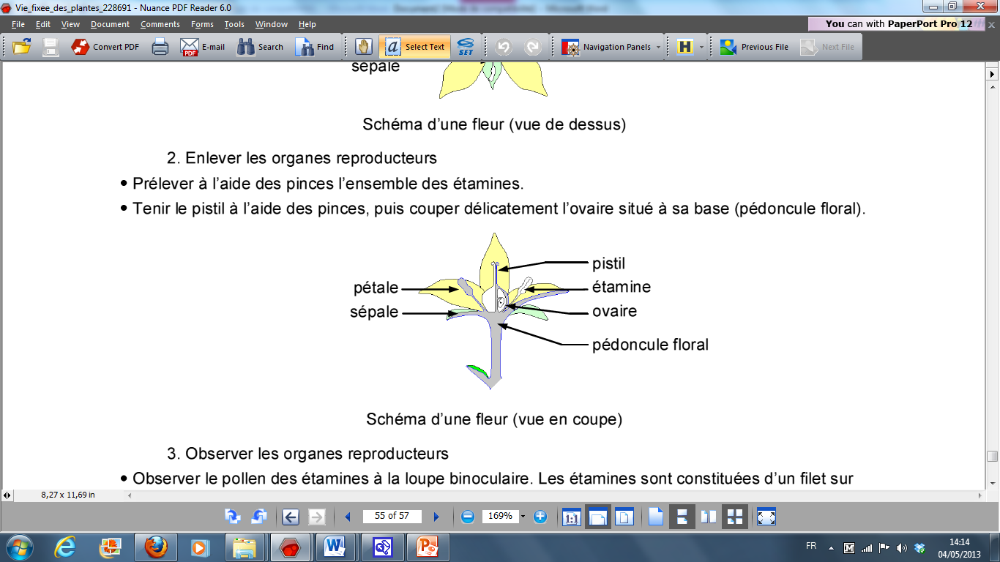 Vie_fixee_des_plantes_228691 - Nuance PDF Reader 6.0
File Edit View Document Comments Forms Tools Window Help
You can with PaperPort Pro 12 x
Convert PDF E-mail Search Find Select Text SET Navigation Panels H Previous File Next File
sépale
Schéma d’une fleur (vue de dessus)
2. Enlever les organes reproducteurs
• Prélever à l’aide des pinces l’ensemble des étamines.
• Tenir le pistil à l’aide des pinces, puis couper délicatement l’ovaire situé à sa base (pédoncule floral).
pistil
pétale étamine
sépale ovaire
pédoncule floral
Schéma d’une fleur (vue en coupe)
3. Observer les organes reproducteurs
• Observer le pollen des étamines à la loupe binoculaire. Les étamines sont constituées d’un filet sur
8,27 x 11,69 in
55 of 57 169% 1:1
FR 14:14
04/05/2013